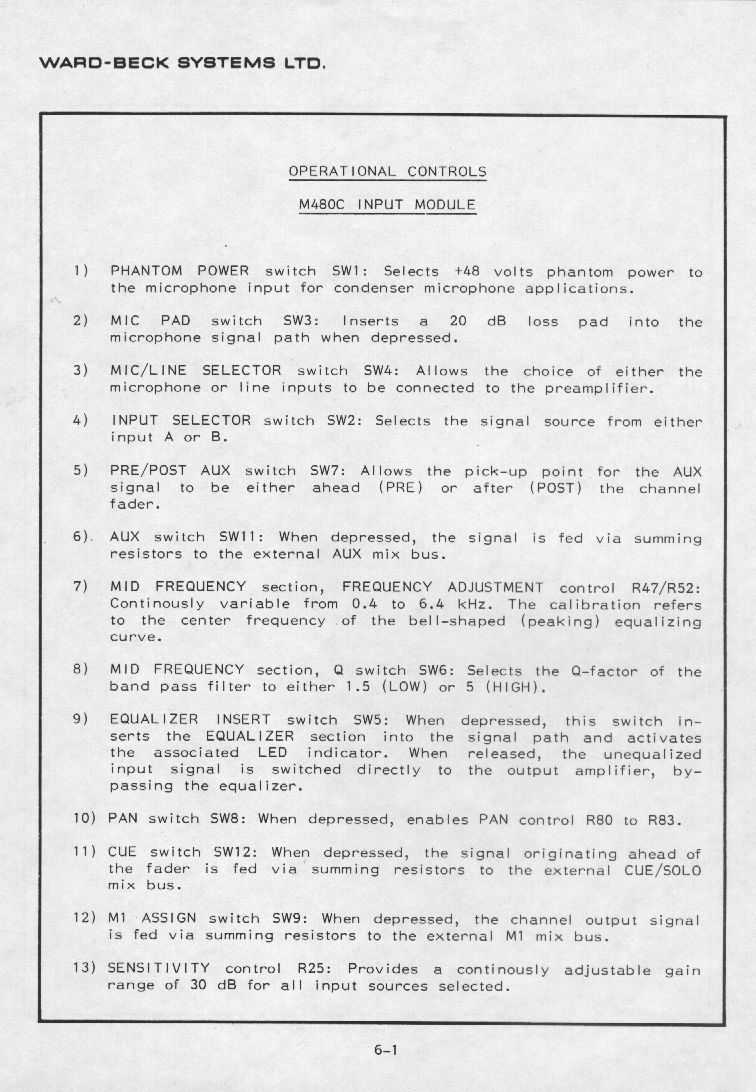 WARD-BECK SYSTEMS LTD.
OPERATIONAL CONTROLS
M480C INPUT MODULE
1) PHANTOM POWER switch SW1: Selects +48 volts phantom power to
the microphone input for condenser microphone applications.
2) MIC PAD switch SW3: Inserts a 20 dB loss pad into the
microphone signal path when depressed.
3) MIC/LINE SELECTOR switch SW4: Allows the choice of either the
microphone or line inputs to be connected to the preamplifier.
4) INPUT SELECTOR switch SW2: Selects the signal source from either
input A or B.
5) PRE/POST AUX switch SW7: Allows the pick-up point for the AUX
signal to be either ahead (PRE) or after (POST) the channel
fader.
6). AUX switch SW11: When depressed, the signal is fed via summing
resistors to the external AUX mix bus.
7) MID FREQUENCY section, FREQUENCY ADJUSTMENT control R47/R52:
Continously variable from 0.4 to 6.4 kHz. The calibration refers
to the center frequency of the bell-shaped (peaking) equalizing
curve.
8) MID FREQUENCY section, Q switch SW6: Selects the Q-factor of the
band pass filter to either 1.5 (LOW) or 5 (HIGH).
9) EQUALIZER INSERT switch SW5: When depressed, this switch in-
serts the EQUALIZER section into the signal path and activates
the associated LED indicator. When released, the unequalized
input signal is switched directly to the output amplifier, by-
passing the equalizer.
10) PAN switch SW8: When depressed, enables PAN control R80 to R83.
11) CUE switch SW12: When depressed, the signal originating ahead of
the fader is fed via summing resistors to the external CUE/SOLO
mix bus.
12) M1 ASSIGN switch SW9: When depressed, the channel output signal
is fed via summing resistors to the external M1 mix bus.
13) SENSITIVITY control R25: Provides a continously adjustable gain
range of 30 dB for all input sources selected.
6-1